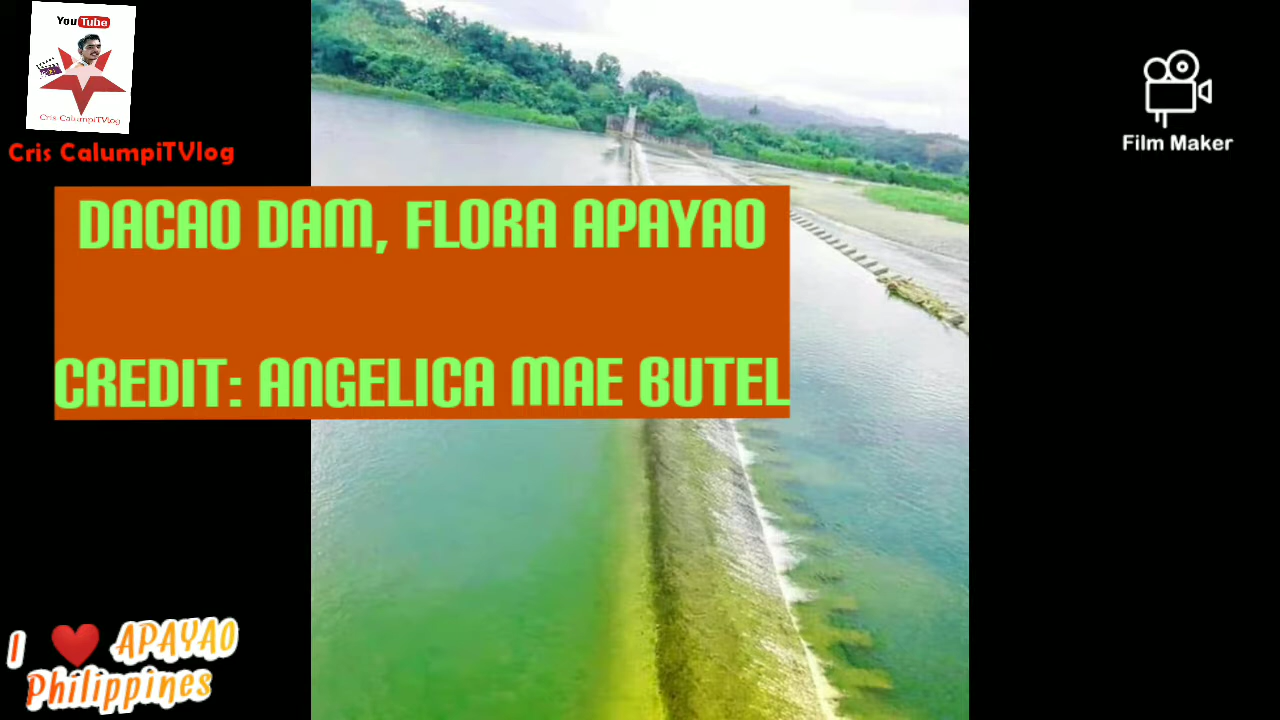 YouTube
Cris CalumpiTVlog
Cris CalumpiTVlog
Film Maker
DACAO DAM, FLORA APAYAO
CREDIT: ANGELICA MAE BUTEL
I ❤️ APAYAO
Philippines